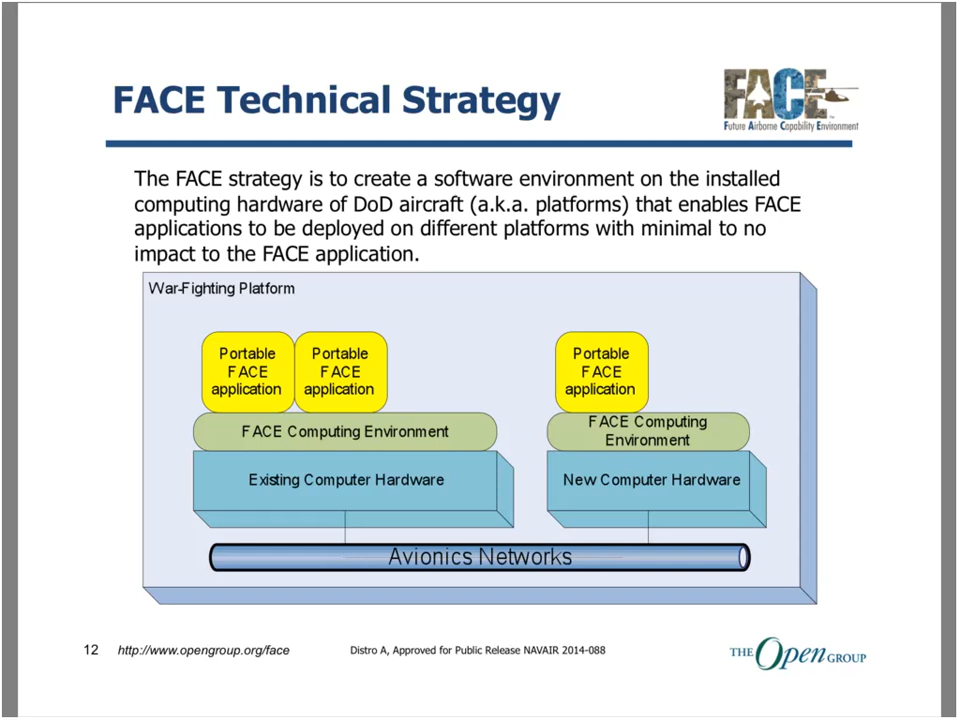 FACE Technical Strategy
FACE
Future Airborne Capability Environment
The FACE strategy is to create a software environment on the installed
computing hardware of DoD aircraft (a.k.a. platforms) that enables FACE
applications to be deployed on different platforms with minimal to no
impact to the FACE application.
War-Fighting Platform
Portable
FACE
application
Portable
FACE
application
Portable
FACE
application
FACE Computing Environment
FACE Computing
Environment
Existing Computer Hardware
New Computer Hardware
Avionics Networks
12 http://www.opengroup.org/face
Distro A, Approved for Public Release NAVAIR 2014-088
THE Open GROUP